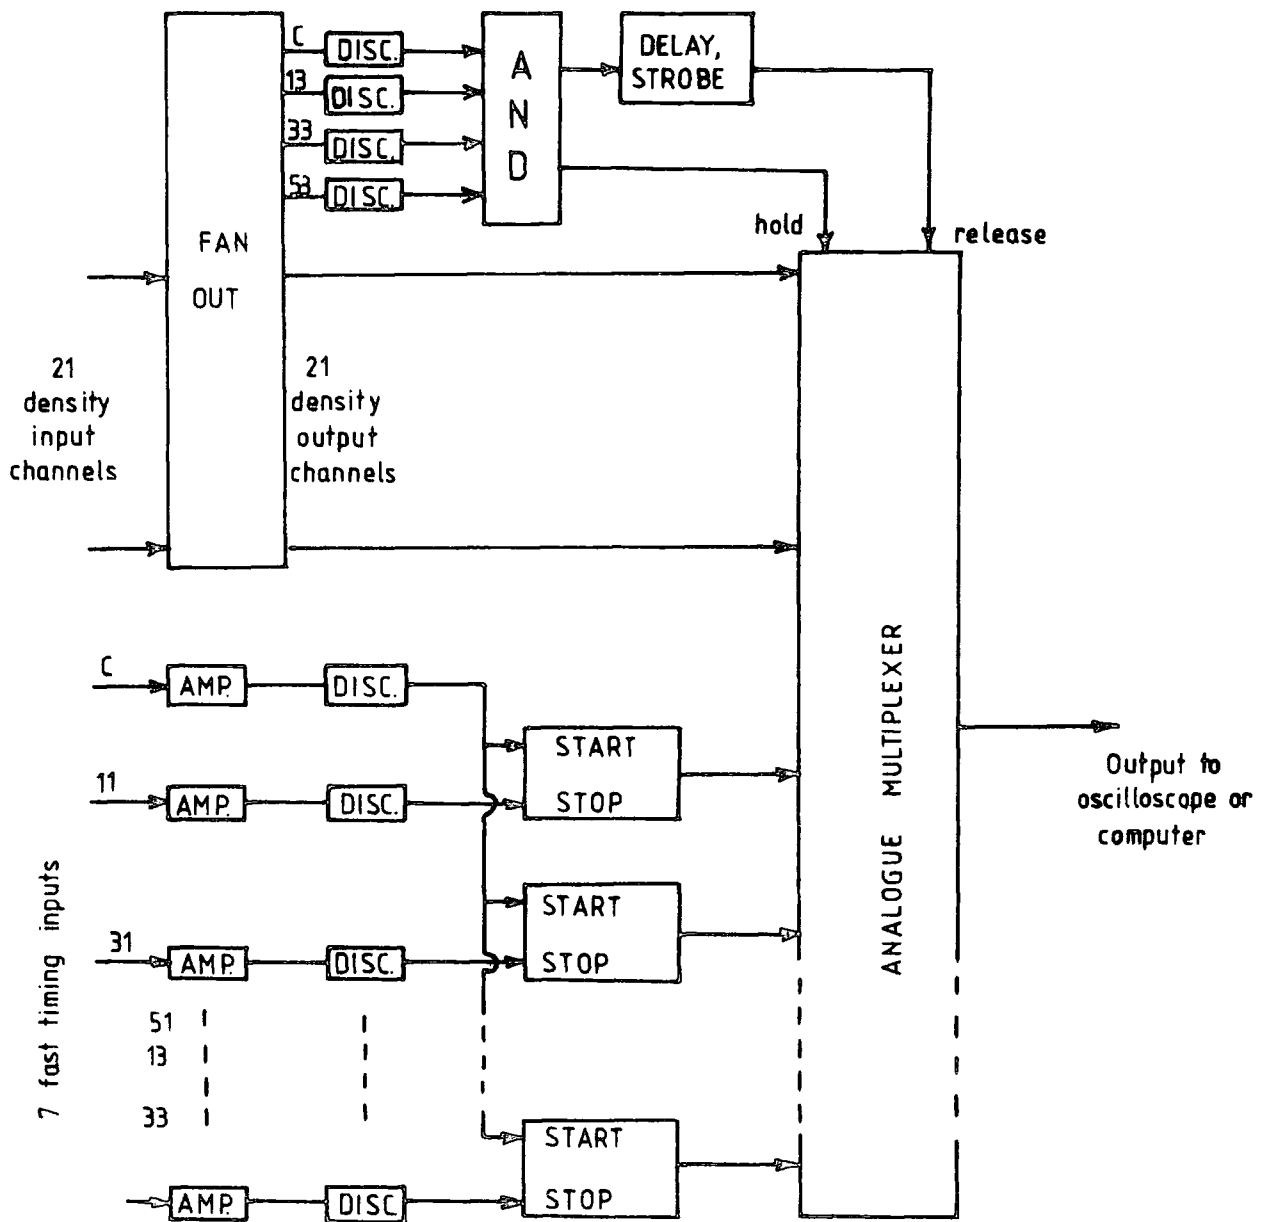 C
DISC.
13
DISC.
33
DISC.
53
DISC.
AND
DELAY,
STROBE
hold
release
FAN
OUT
21
density
input
channels
21
density
output
channels
C
AMP.
DISC.
START
STOP
11
AMP.
DISC.
START
STOP
31
AMP.
DISC.
51
13
33
7 fast timing inputs
START
STOP
AMP.
DISC
ANALOGUE MULTIPLEXER
Output to
oscilloscope or
computer